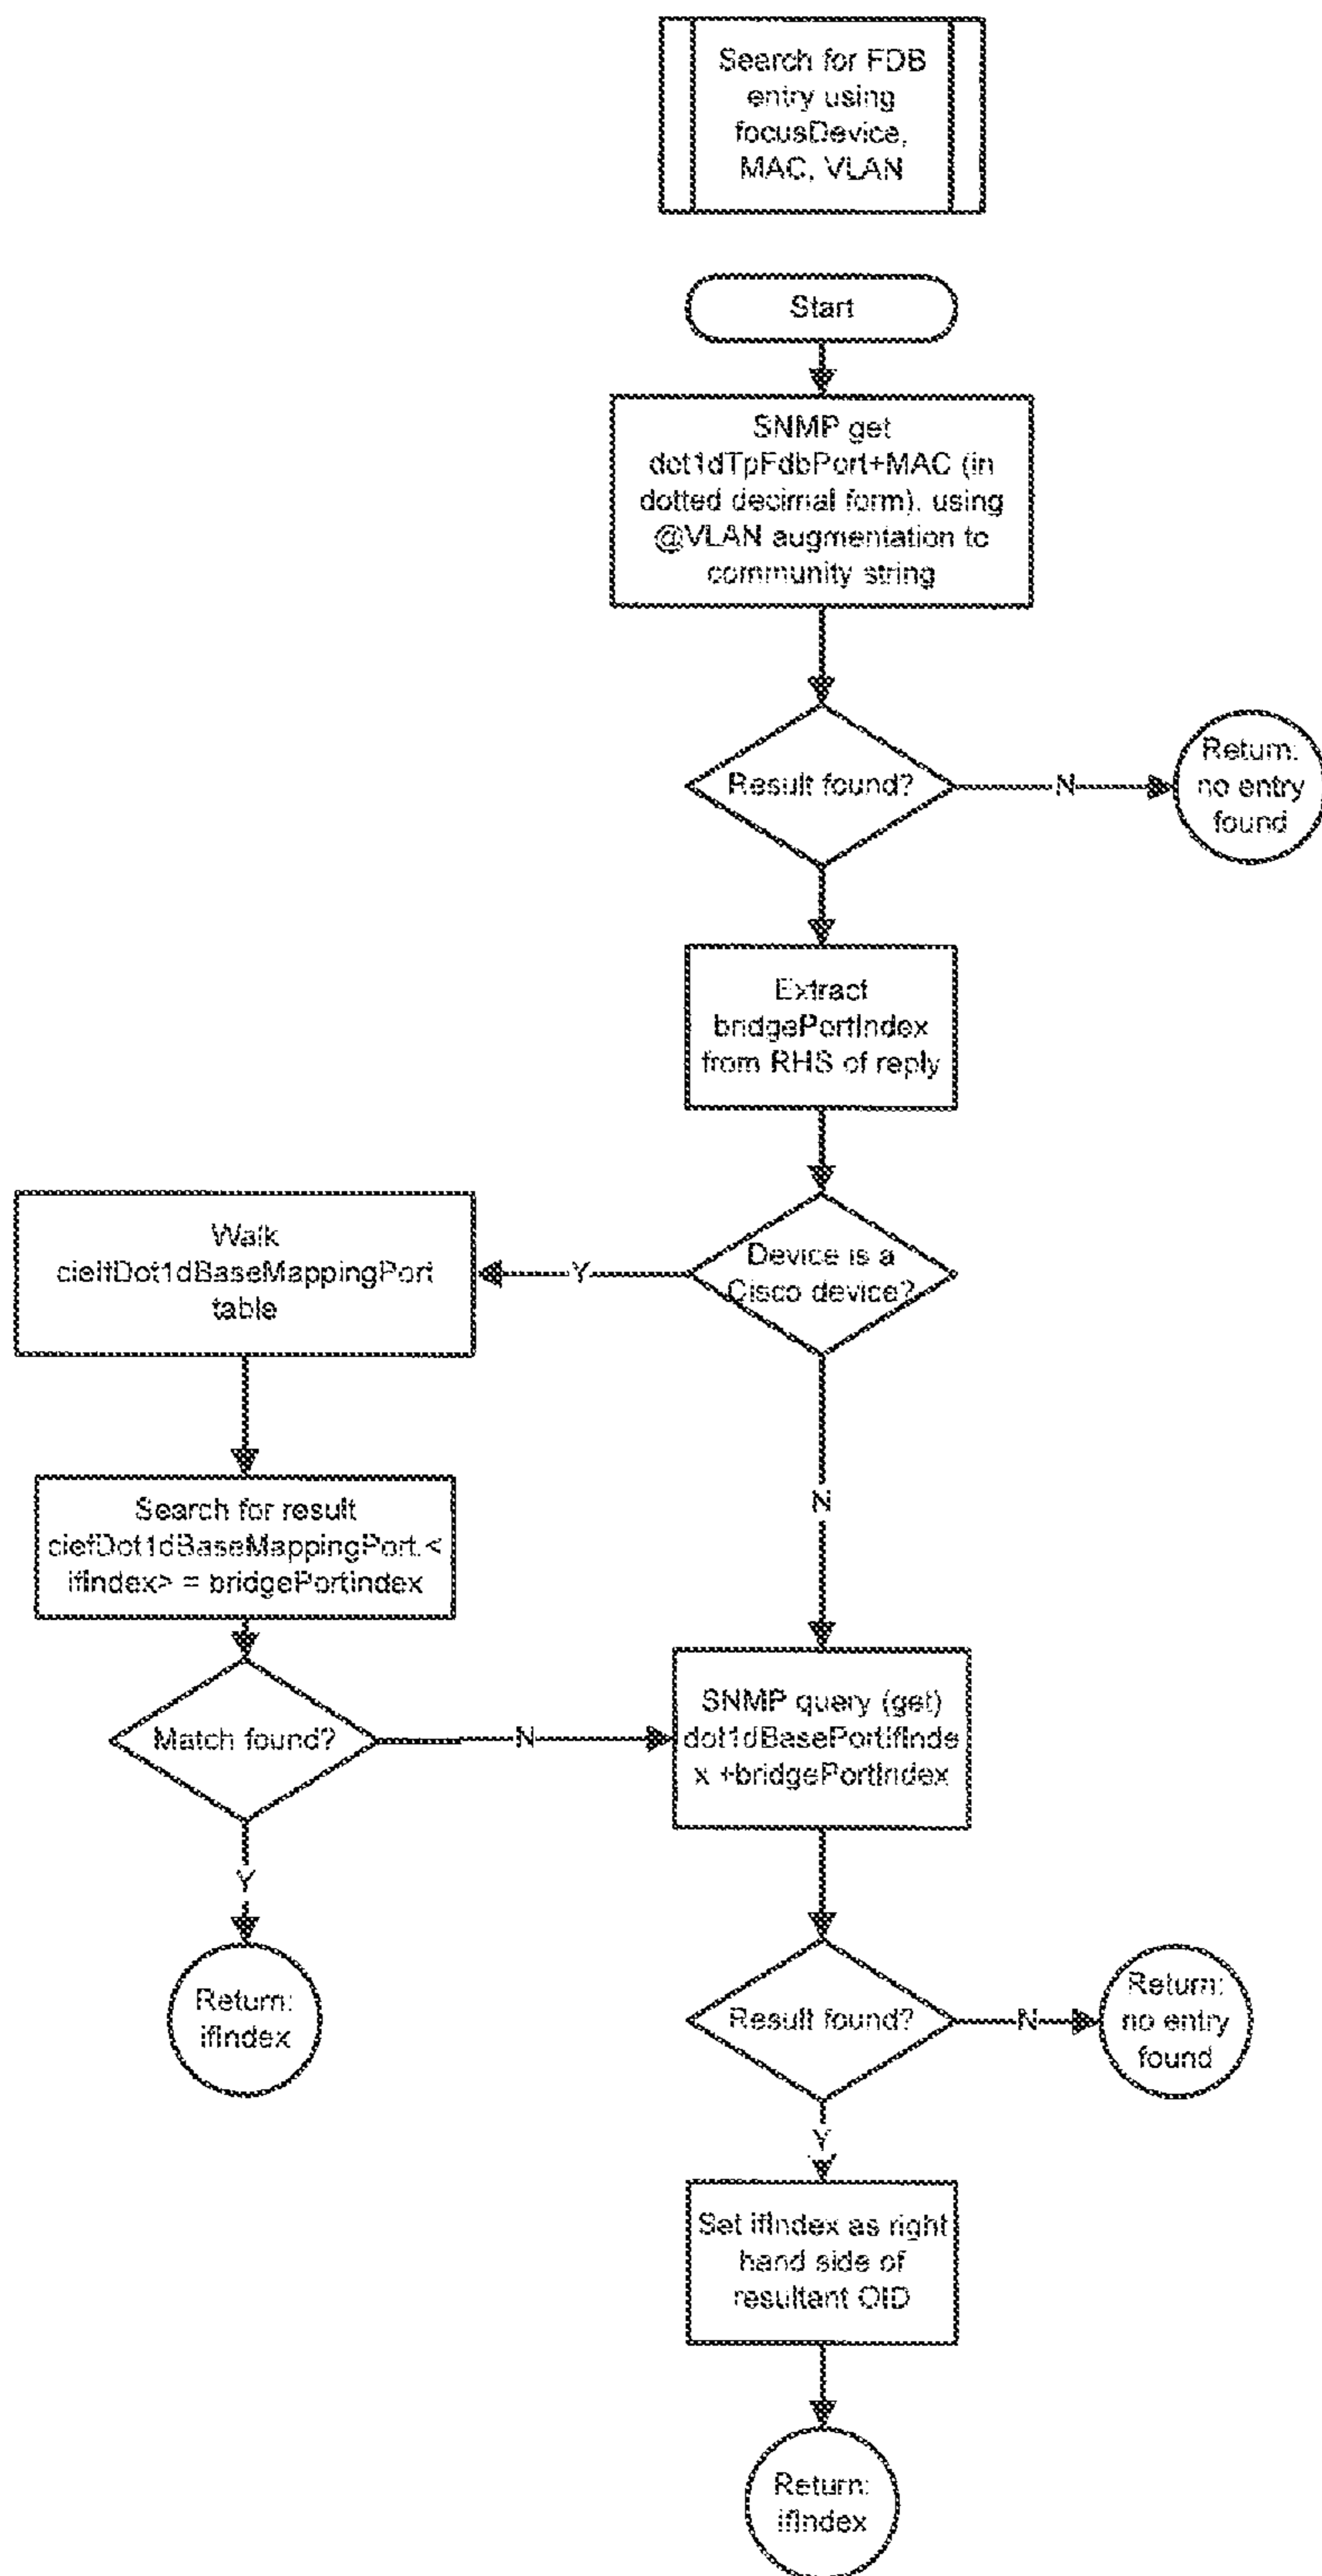 Search for FDB
entry using
focusDevice,
MAC, VLAN
Start
SNMP get
dot1dTpFdbPort+MAC (in
dotted decimal form), using
@VLAN augmentation to
community string
Result found?
N
Return:
no entry
found
Extract
bridgePortIndex
from RHS of reply
Device is a
Cisco device?
Y
Walk
cieIfDot1dBaseMappingPort
table
N
Search for result
ciefDot1dBaseMappingPort.<
ifIndex> = bridgePortIndex
Match found?
N
SNMP query (get)
dot1dBasePortIfInde
x +bridgePortIndex
Y
Return:
ifIndex
Result found?
N
Return:
no entry
found
Y
Set ifIndex as right
hand side of
resultant OID
Return:
ifIndex